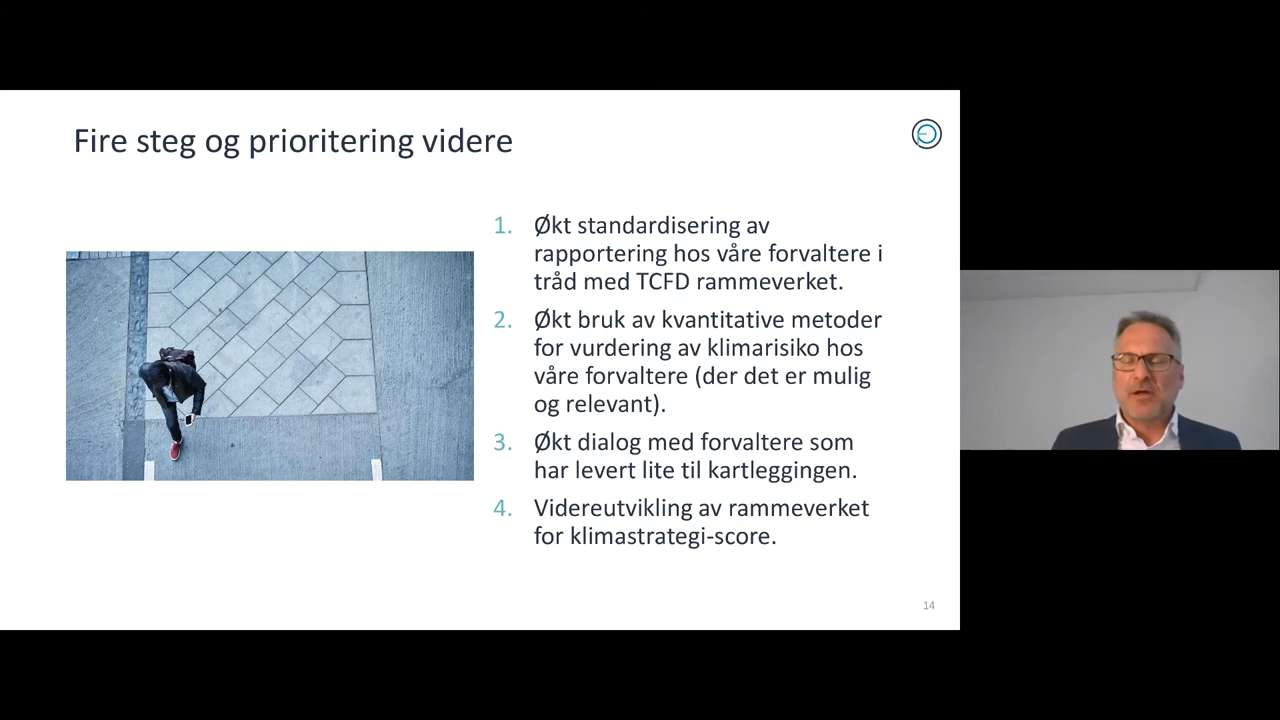 Fire steg og prioritering videre
1. Økt standardisering av
rapportering hos våre forvaltere i
tråd med TCFD rammeverket.
2. Økt bruk av kvantitative metoder
for vurdering av klimarisiko hos
våre forvaltere (der det er mulig
og relevant).
3. Økt dialog med forvaltere som
har levert lite til kartleggingen.
4. Videreutvikling av rammeverket
for klimastrategi-score.
14